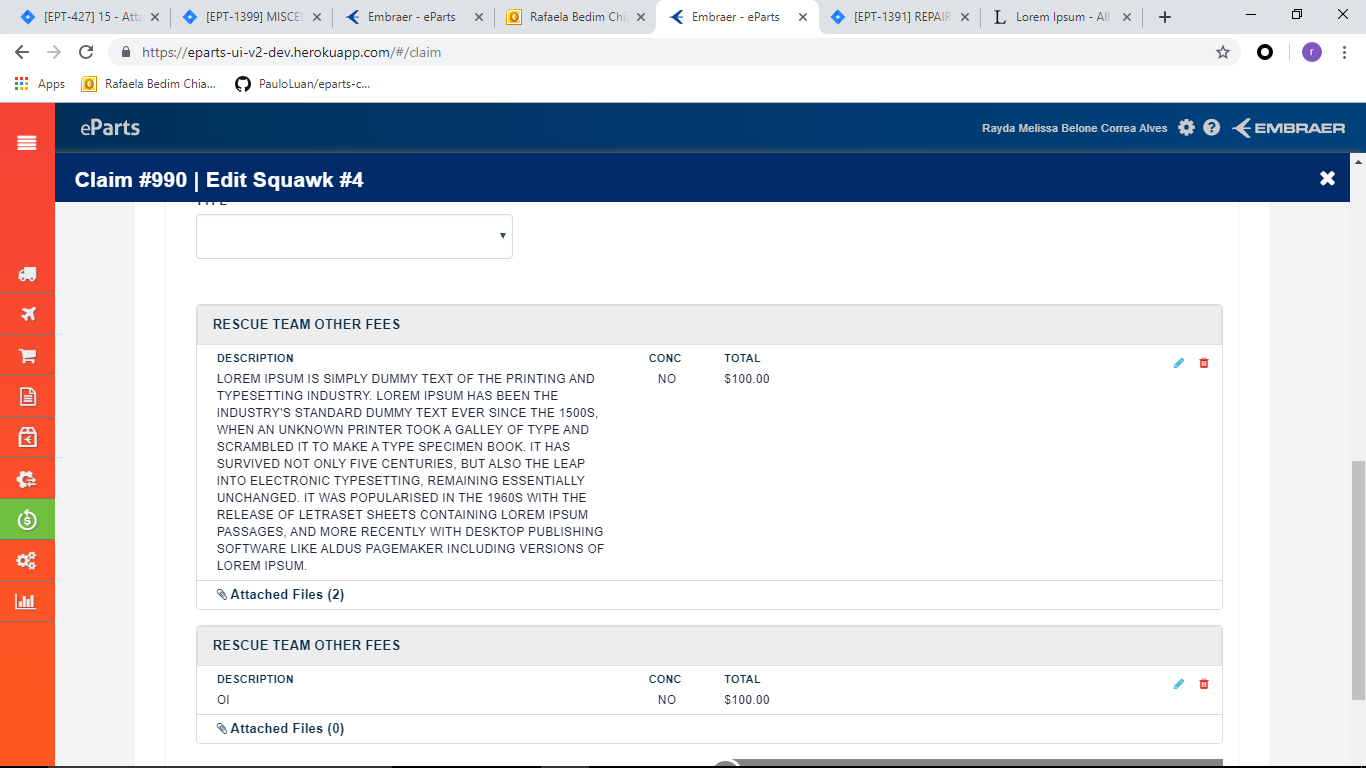 [EPT-427] 15 - Atta
[EPT-1399] MISCEL
Embraer - eParts
Rafaela Bedim Chia
Embraer - eParts
[EPT-1391] REPAIR
Lorem Ipsum - All
https://eparts-ui-v2-dev.herokuapp.com/#/claim
r
Apps
Rafaela Bedim Chia...
PauloLuan/eparts-c...
eParts
Rayda Melissa Belone Correa Alves
EMBRAER
Claim #990 | Edit Squawk #4
RESCUE TEAM OTHER FEES
DESCRIPTION CONC TOTAL
LOREM IPSUM IS SIMPLY DUMMY TEXT OF THE PRINTING AND NO $100.00
TYPESETTING INDUSTRY. LOREM IPSUM HAS BEEN THE
INDUSTRY'S STANDARD DUMMY TEXT EVER SINCE THE 1500S,
WHEN AN UNKNOWN PRINTER TOOK A GALLEY OF TYPE AND
SCRAMBLED IT TO MAKE A TYPE SPECIMEN BOOK. IT HAS
SURVIVED NOT ONLY FIVE CENTURIES, BUT ALSO THE LEAP
INTO ELECTRONIC TYPESETTING, REMAINING ESSENTIALLY
UNCHANGED. IT WAS POPULARISED IN THE 1960S WITH THE
RELEASE OF LETRASET SHEETS CONTAINING LOREM IPSUM
PASSAGES, AND MORE RECENTLY WITH DESKTOP PUBLISHING
SOFTWARE LIKE ALDUS PAGEMAKER INCLUDING VERSIONS OF
LOREM IPSUM.
Attached Files (2)
RESCUE TEAM OTHER FEES
DESCRIPTION CONC TOTAL
OI NO $100.00
Attached Files (0)